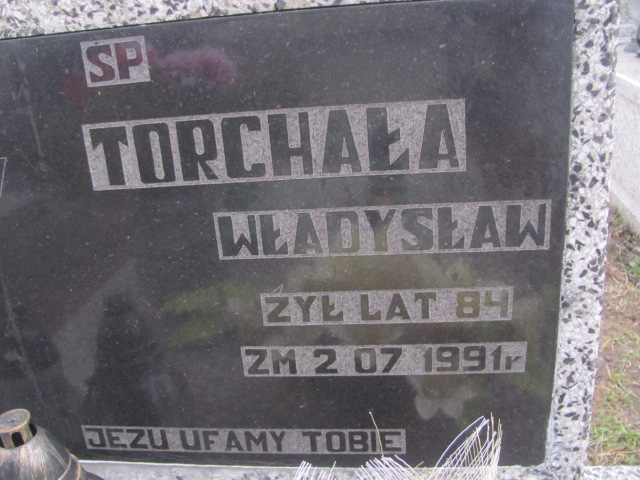 SP
TORCHAŁA
WŁADYSŁAW
ŻYŁ LAT 84
ZM 2 07 1991r
JEZU UFAMY TOBIE